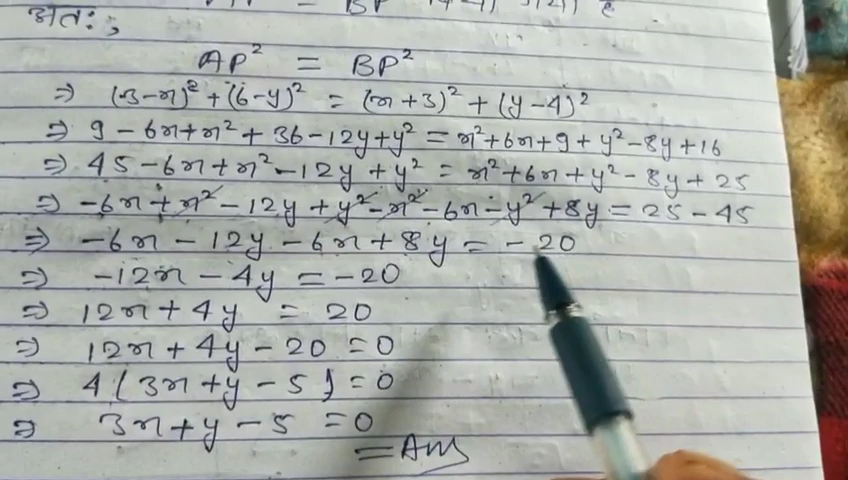 = BP
अतः,
AP² = BP²
⇒ (3-x)² + (6-y)² = (x+3)² + (y-4)²
⇒ 9 - 6x + x² + 36 - 12y + y² = x² + 6x + 9 + y² - 8y + 16
⇒ 45 - 6x + x² - 12y + y² = x² + 6x + y² - 8y + 25
⇒ -6x + x² - 12y + y² - x² - 6x - y² + 8y = 25 - 45
⇒ -6x - 12y - 6x + 8y = -20
⇒ -12x - 4y = -20
⇒ 12x + 4y = 20
⇒ 12x + 4y - 20 = 0
⇒ 4(3x + y - 5) = 0
⇒ 3x + y - 5 = 0
= Ans